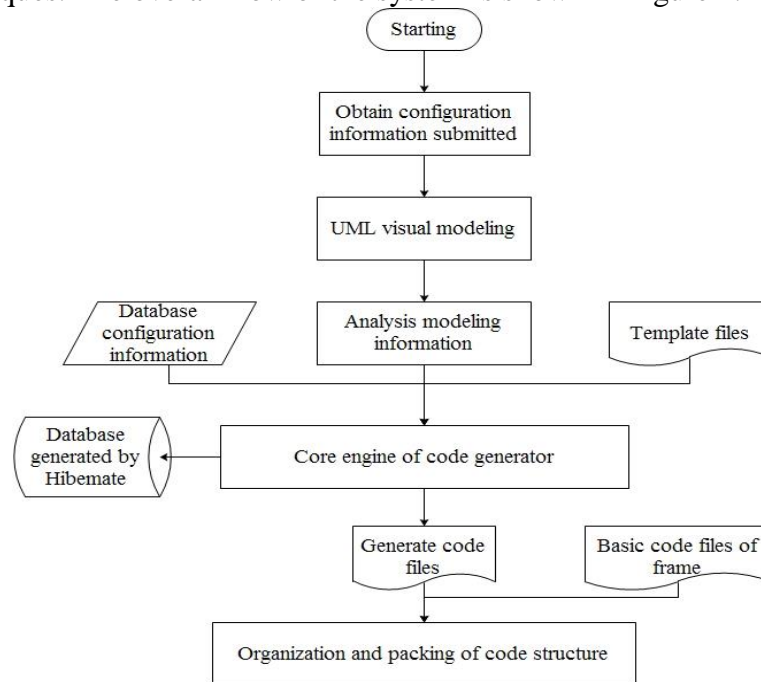 Starting
Obtain configuration
information submitted
UML visual modeling
Database
configuration
information
Analysis modeling
information
Template files
Database
generated by
Hibemate
Core engine of code generator
Generate code
files
Basic code files of
frame
Organization and packing of code structure